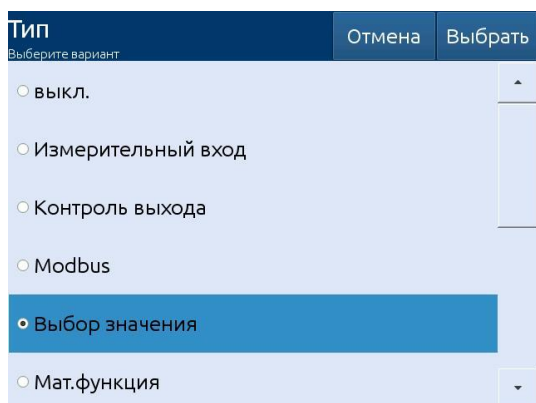 Тип
Выберите вариант
Отмена
Выбрать
выкл.
Измерительный вход
Контроль выхода
Modbus
Выбор значения
Мат.функция